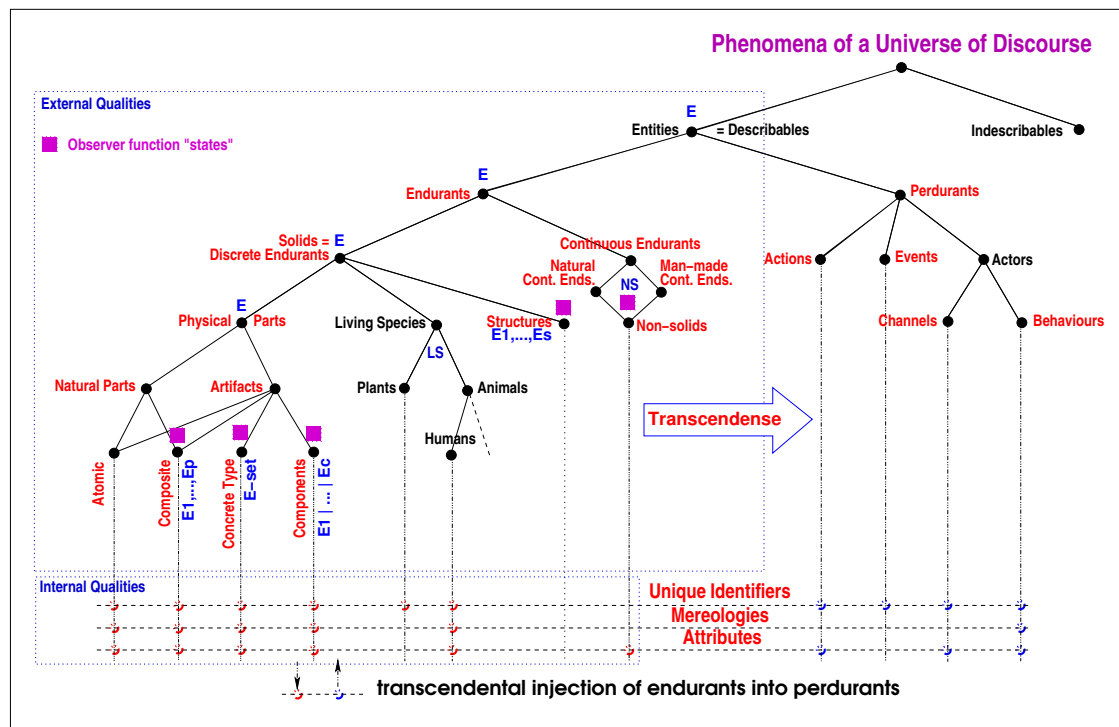 Phenomena of a Universe of Discourse
External Qualities
E
Observer function "states"
Entities = Describables
Indescribables
E
Endurants
Perdurants
Solids = E
Discrete Endurants
Continuous Endurants
Actions
Events
Actors
Natural
Cont. Ends.
Man-made
Cont. Ends.
NS
E
Physical Parts
Living Species
Structures
E1,...,Es
Non-solids
Channels
Behaviours
LS
Natural Parts
Artifacts
Plants
Animals
Transcendense
Humans
Atomic
Composite
E1,...,Ep
Concrete Type
E-set
Components
E1 | ... | Ec
Internal Qualities
Unique Identifiers
Mereologies
Attributes
transcendental injection of endurants into perdurants